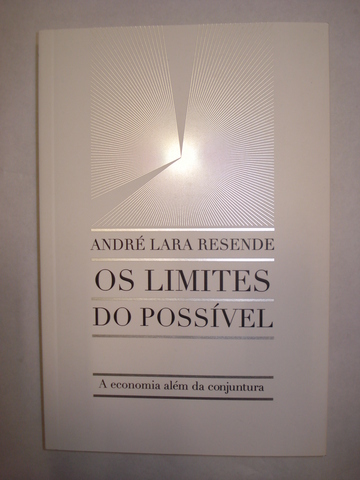 ANDRÉ LARA RESENDE
OS LIMITES
DO POSSÍVEL
A economia além da conjuntura